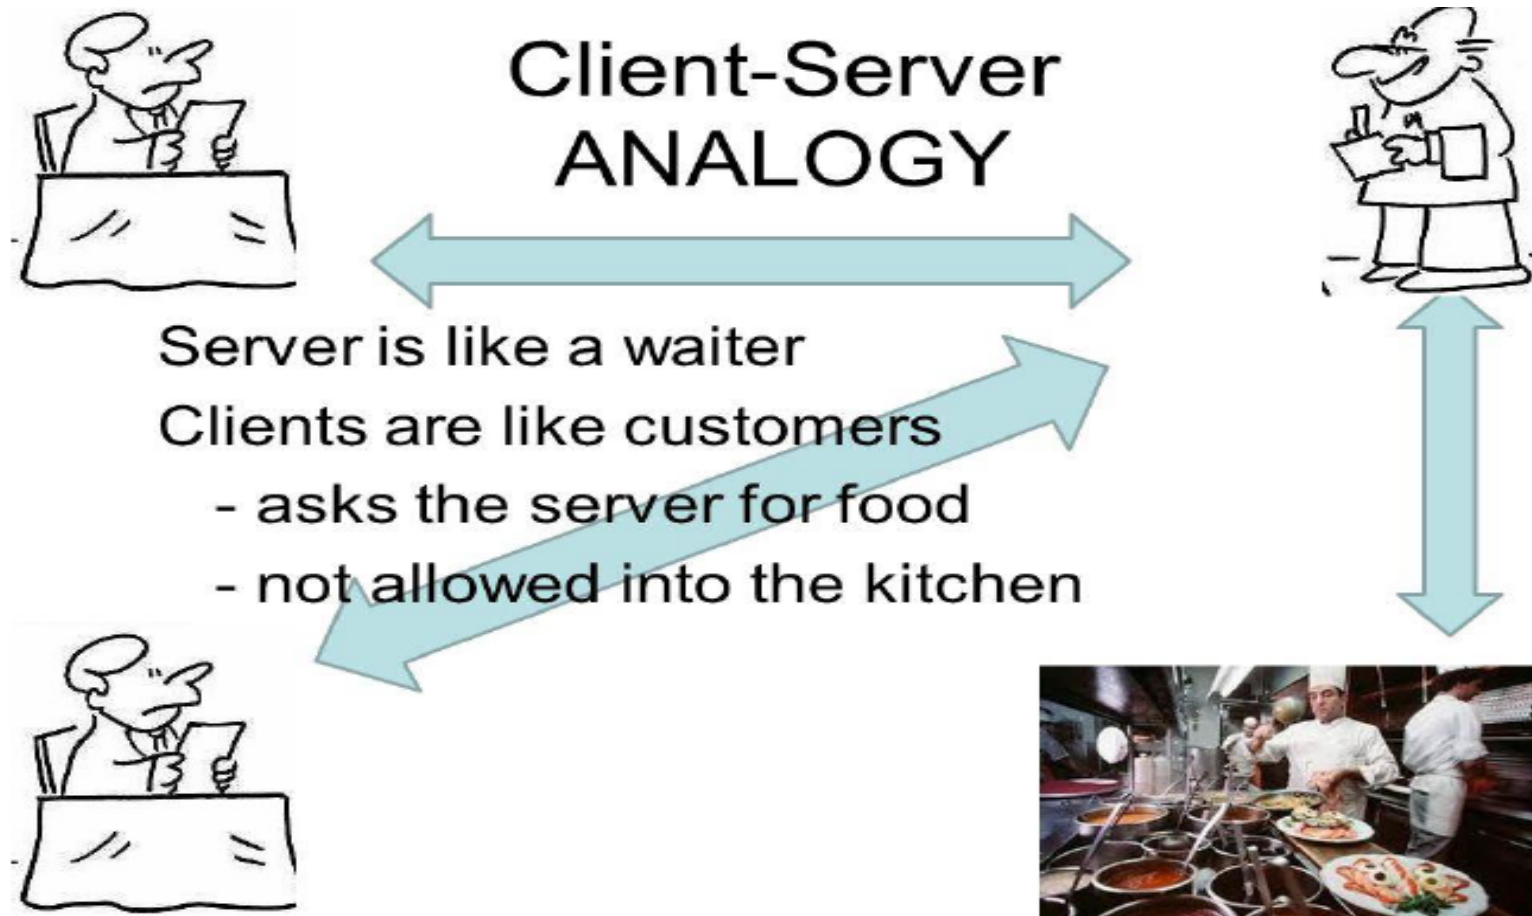 Client-Server
ANALOGY
Server is like a waiter
Clients are like customers
- asks the server for food
- not allowed into the kitchen